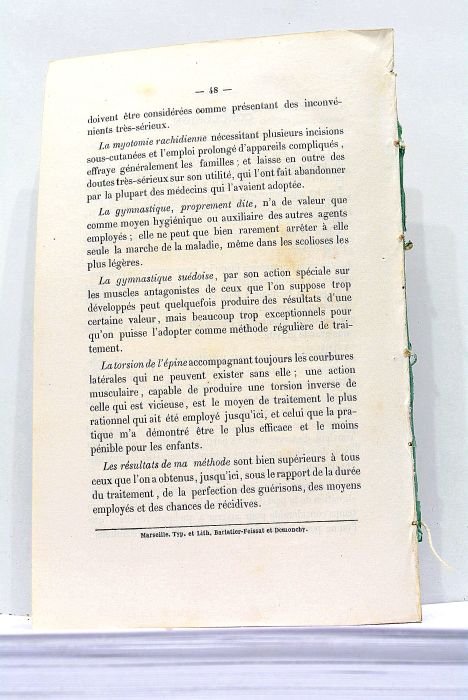 — 48 —
doivent être considérées comme présentant des inconvé-
nients très-sérieux.
La myotomie rachidienne nécessitant plusieurs incisions
sous-cutanées et l'emploi prolongé d'appareils compliqués,
effraye généralement les familles ; et laisse en outre des
doutes très-sérieux sur son utilité, qui l'ont fait abandonner
par la plupart des médecins qui l'avaient adoptée.
La gymnastique, proprement dite, n'a de valeur que
comme moyen hygiénique ou auxiliaire des autres agents
employés ; elle ne peut que bien rarement arrêter à elle
seule la marche de la maladie, même dans les scolioses les
plus légères.
La gymnastique suédoise, par son action spéciale sur
les muscles antagonistes de ceux que l'on suppose trop
développés peut quelquefois produire des résultats d'une
certaine valeur, mais beaucoup trop exceptionnels pour
qu'on puisse l'adopter comme méthode régulière de trai-
tement.
La torsion de l'épine accompagnant toujours les courbures
latérales qui ne peuvent exister sans elle ; une action
musculaire, capable de produire une torsion inverse de
celle qui est vicieuse, est le moyen de traitement le plus
rationnel qui ait été employé jusqu'ici, et celui que la pra-
tique m'a démontré être le plus efficace et le moins
pénible pour les enfants.
Les résultats de ma méthode sont bien supérieurs à tous
ceux que l'on a obtenus, jusqu'ici, sous le rapport de la durée
du traitement, de la perfection des guérisons, des moyens
employés et des chances de récidives.
Marseille. Typ. et Lith. Barlatier-Feissat et Demonchy.